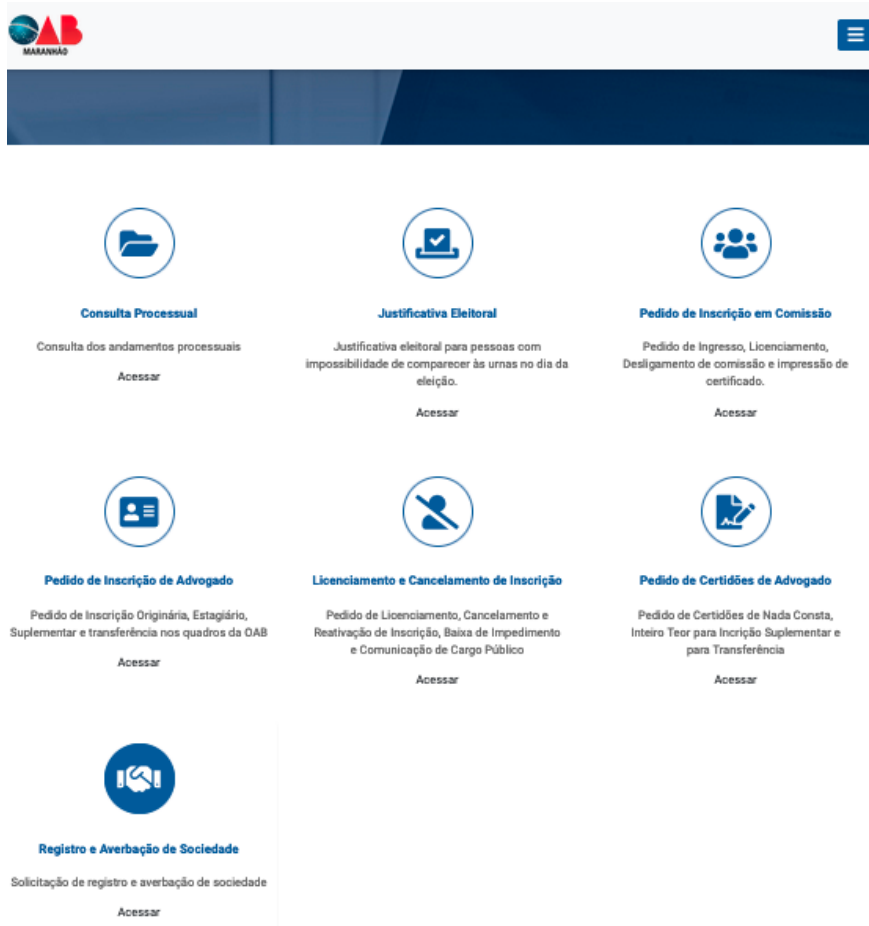 OAB
MARANHÃO
Consulta Processual
Consulta dos andamentos processuais
Acessar
Justificativa Eleitoral
Justificativa eleitoral para pessoas com
impossibilidade de comparecer às urnas no dia da
eleição.
Acessar
Pedido de Inscrição em Comissão
Pedido de Ingresso, Licenciamento,
Desligamento de comissão e impressão de
certificado.
Acessar
Pedido de Inscrição de Advogado
Pedido de Inscrição Originária, Estagiário,
Suplementar e transferência nos quadros da OAB
Acessar
Licenciamento e Cancelamento de Inscrição
Pedido de Licenciamento, Cancelamento e
Reativação de Inscrição, Baixa de Impedimento
e Comunicação de Cargo Público
Acessar
Pedido de Certidões de Advogado
Pedido de Certidões de Nada Consta,
Inteiro Teor para Incrição Suplementar e
para Transferência
Acessar
Registro e Averbação de Sociedade
Solicitação de registro e averbação de sociedade
Acessar